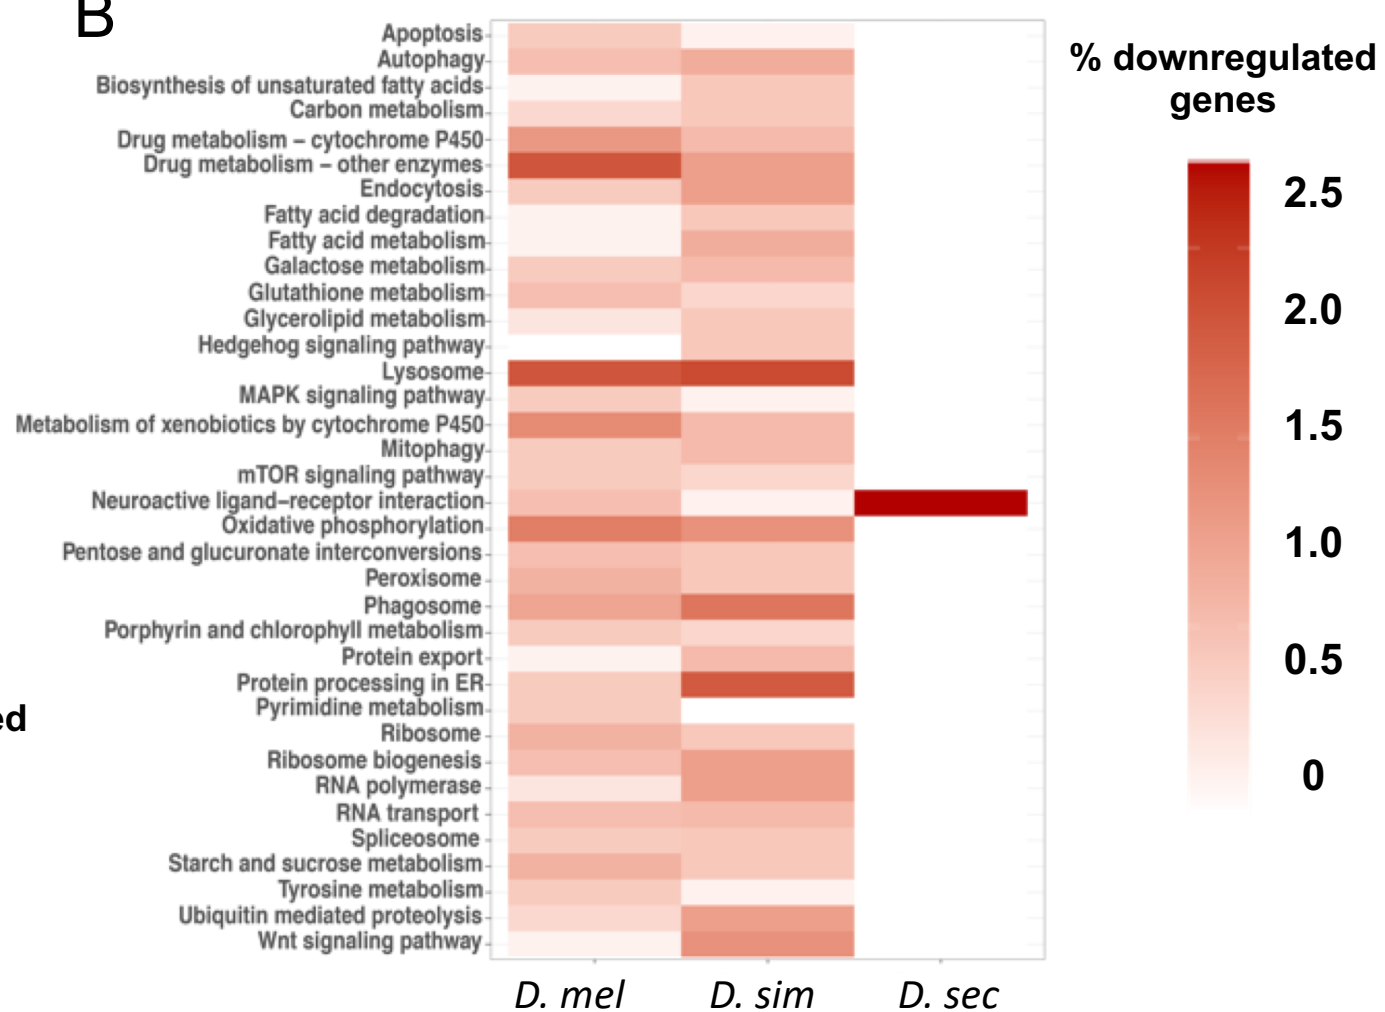 B
Apoptosis
Autophagy
Biosynthesis of unsaturated fatty acids
Carbon metabolism
Drug metabolism – cytochrome P450
Drug metabolism – other enzymes
Endocytosis
Fatty acid degradation
Fatty acid metabolism
Galactose metabolism
Glutathione metabolism
Glycerolipid metabolism
Hedgehog signaling pathway
Lysosome
MAPK signaling pathway
Metabolism of xenobiotics by cytochrome P450
Mitophagy
mTOR signaling pathway
Neuroactive ligand–receptor interaction
Oxidative phosphorylation
Pentose and glucuronate interconversions
Peroxisome
Phagosome
Porphyrin and chlorophyll metabolism
Protein export
Protein processing in ER
Pyrimidine metabolism
Ribosome
Ribosome biogenesis
RNA polymerase
RNA transport
Spliceosome
Starch and sucrose metabolism
Tyrosine metabolism
Ubiquitin mediated proteolysis
Wnt signaling pathway
ed
D. mel D. sim D. sec
% downregulated
genes
2.5
2.0
1.5
1.0
0.5
0